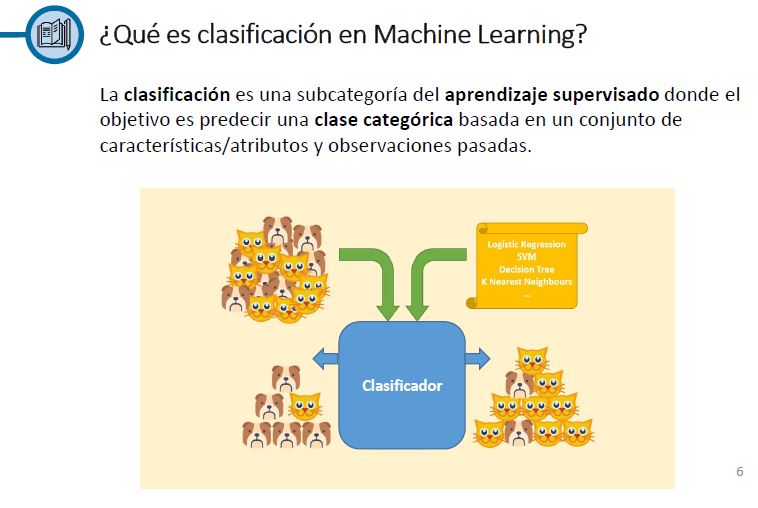 ¿Qué es clasificación en Machine Learning?
La clasificación es una subcategoría del aprendizaje supervisado donde el
objetivo es predecir una clase categórica basada en un conjunto de
características/atributos y observaciones pasadas.
Logistic Regression
SVM
Decision Tree
K Nearest Neighbours
...
Clasificador
6